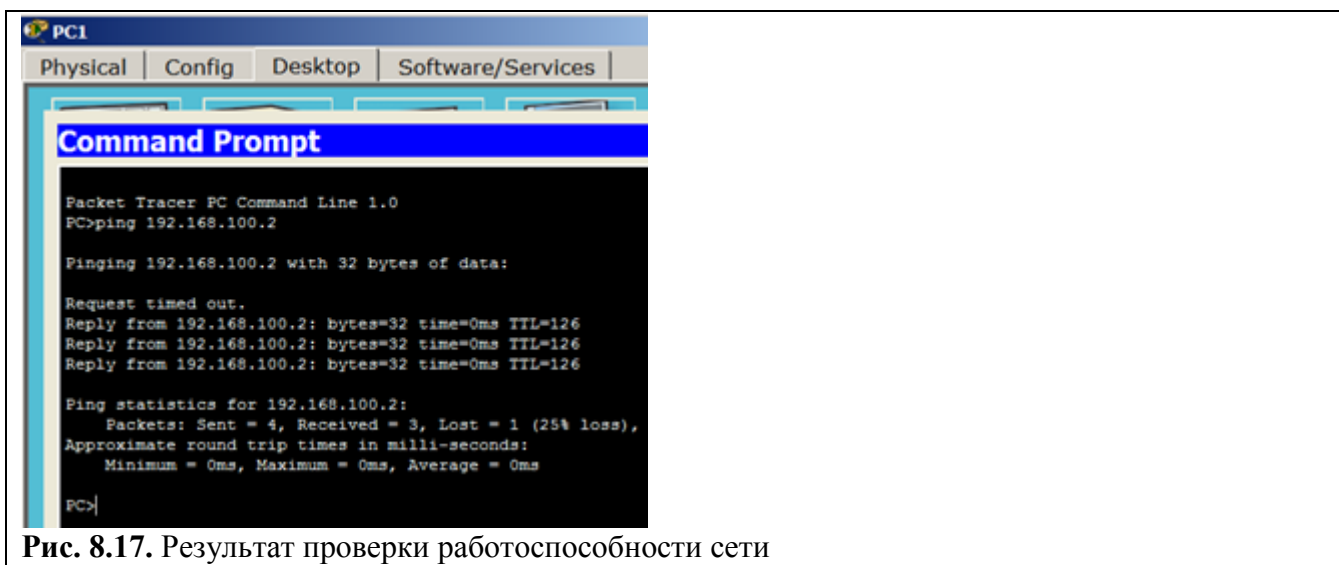 PC1
Physical Config Desktop Software/Services
Command Prompt
Packet Tracer PC Command Line 1.0
PC>ping 192.168.100.2
Pinging 192.168.100.2 with 32 bytes of data:
Request timed out.
Reply from 192.168.100.2: bytes=32 time=0ms TTL=126
Reply from 192.168.100.2: bytes=32 time=0ms TTL=126
Reply from 192.168.100.2: bytes=32 time=0ms TTL=126
Ping statistics for 192.168.100.2:
Packets: Sent = 4, Received = 3, Lost = 1 (25% loss),
Approximate round trip times in milli-seconds:
Minimum = 0ms, Maximum = 0ms, Average = 0ms
PC>
Рис. 8.17. Результат проверки работоспособности сети